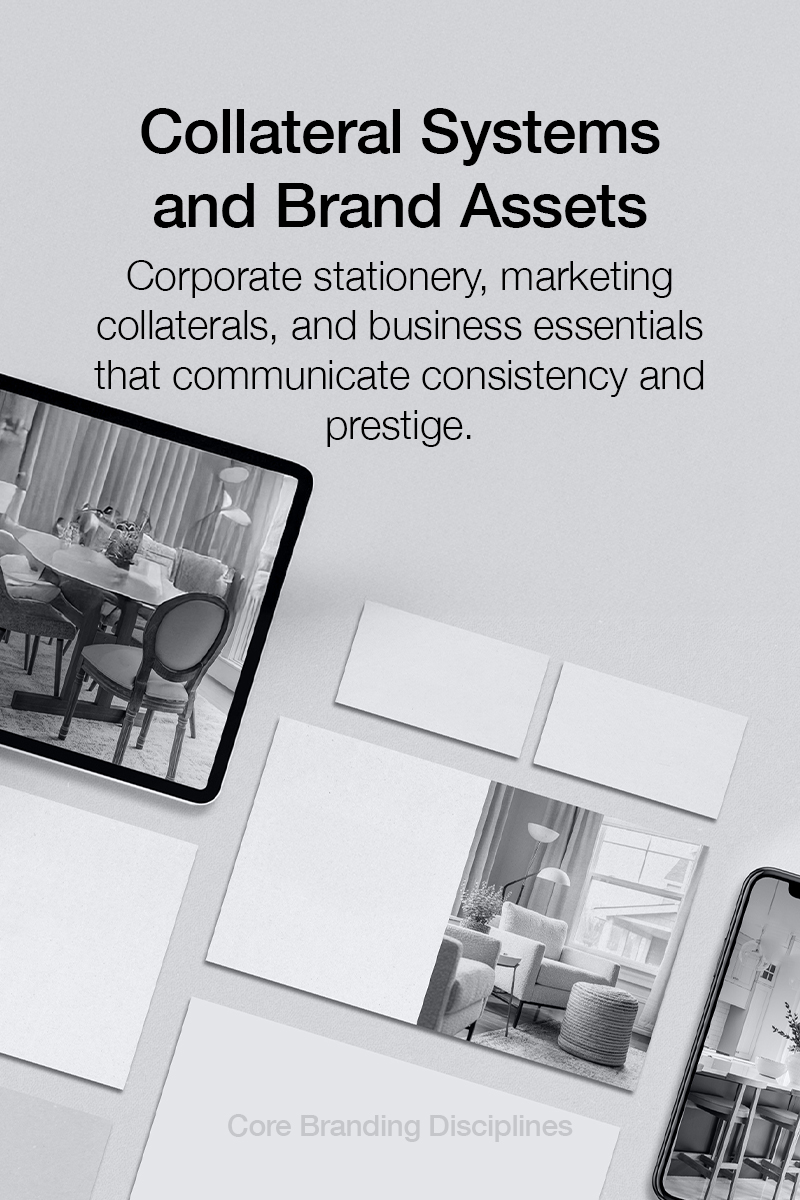 Collateral Systems
and Brand Assets
Corporate stationery, marketing
collaterals, and business essentials
that communicate consistency and
prestige.
Core Branding Disciplines